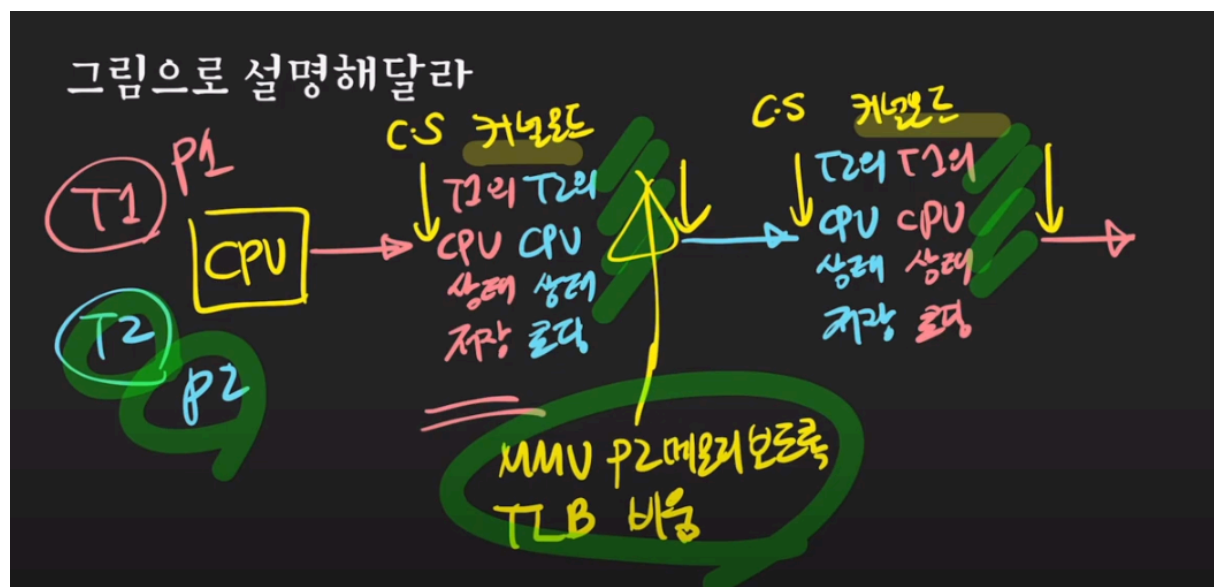 그림으로 설명해달라
T1 P1
CPU
T2
P2
C·S 커널모드
T1의 T2의
CPU CPU
상태 상태
저장 로딩
MMU P2메모리보도록
TLB 비움
C·S 커널모드
T2의 T1의
CPU CPU
상태 상태
저장 로딩